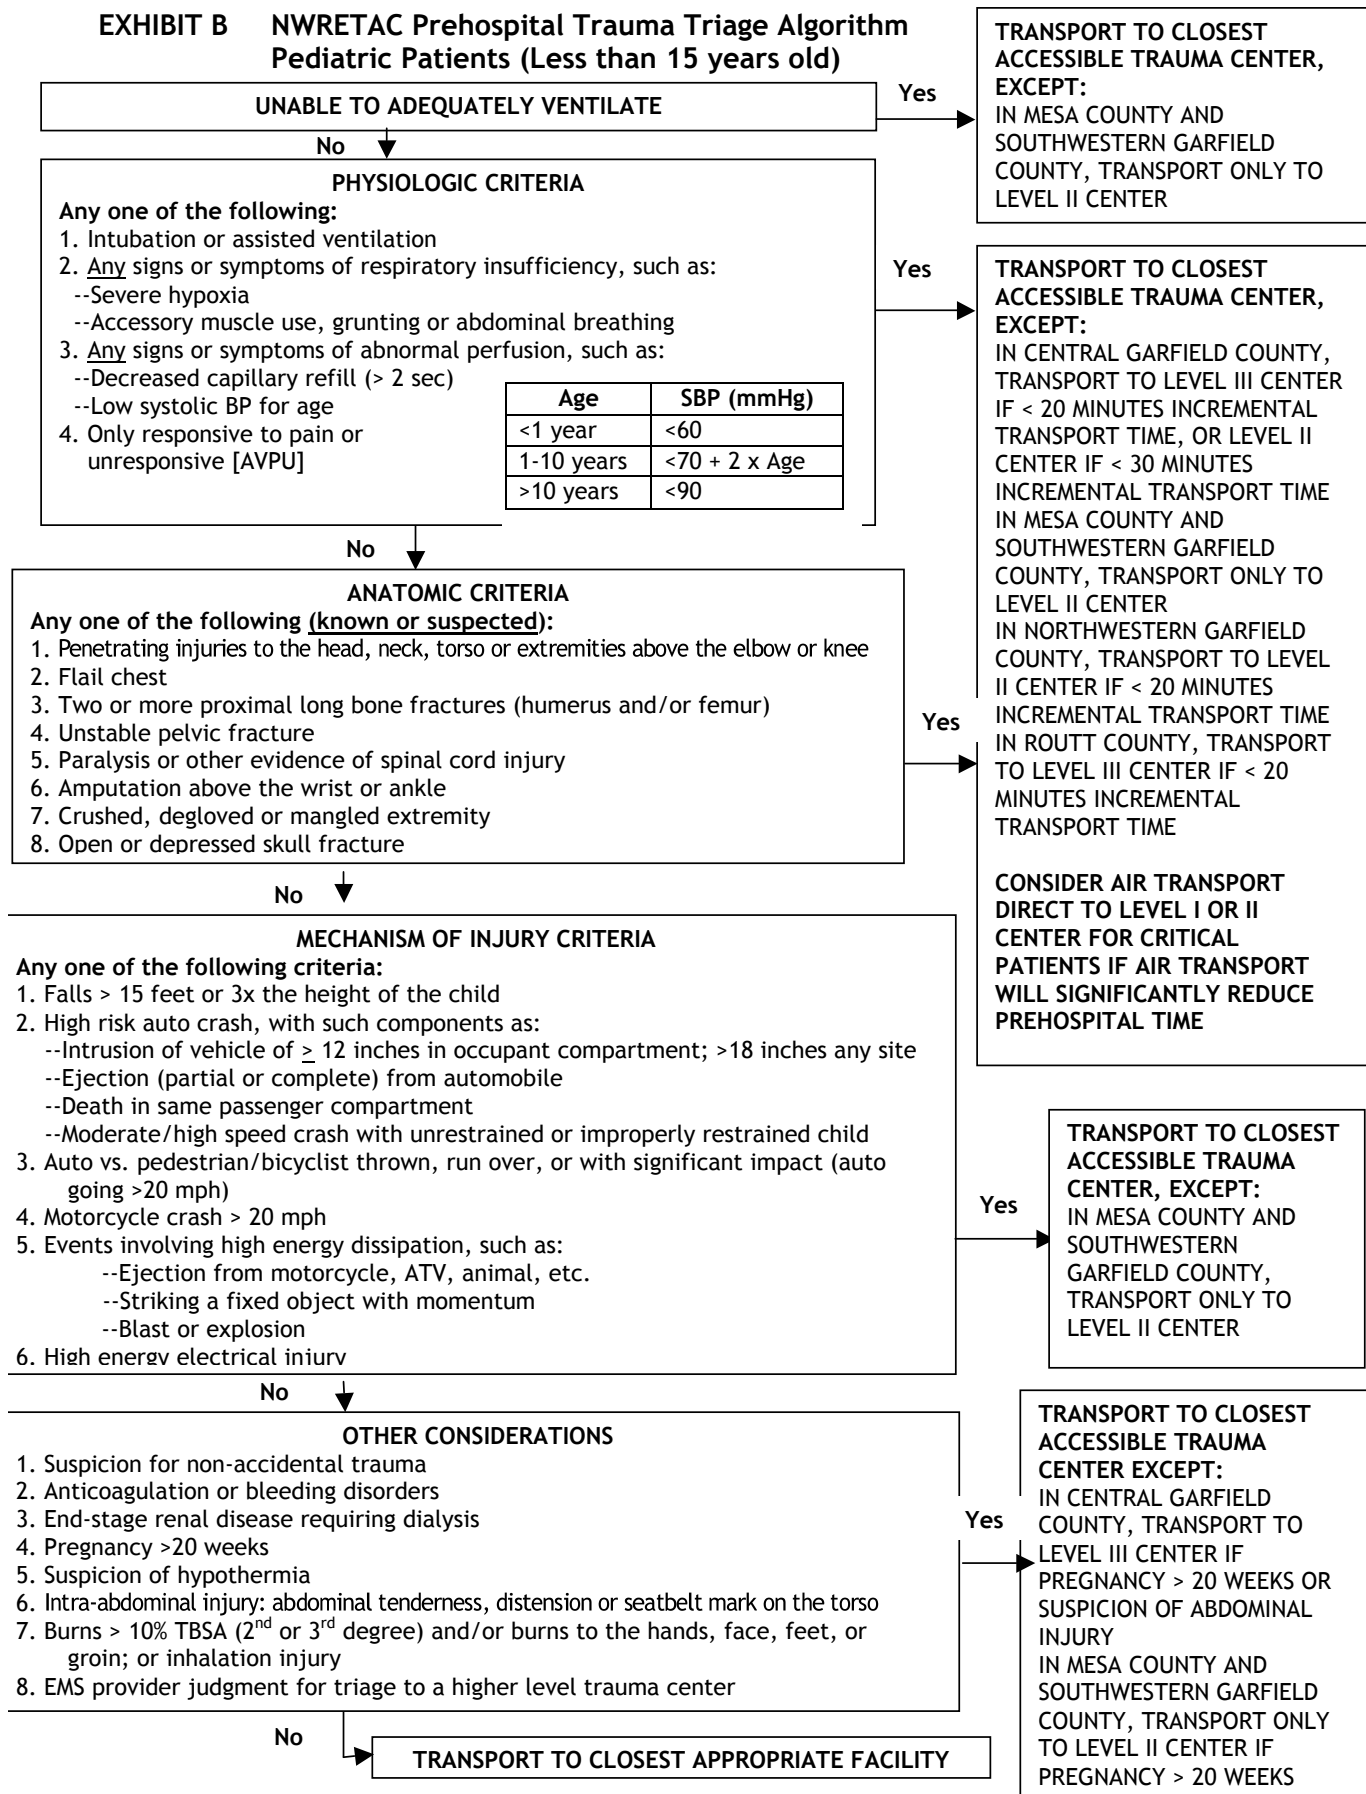 EXHIBIT B NWRETAC Prehospital Trauma Triage Algorithm
Pediatric Patients (Less than 15 years old)
UNABLE TO ADEQUATELY VENTILATE
Yes
TRANSPORT TO CLOSEST
ACCESSIBLE TRAUMA CENTER,
EXCEPT:
IN MESA COUNTY AND
SOUTHWESTERN GARFIELD
COUNTY, TRANSPORT ONLY TO
LEVEL II CENTER
No
PHYSIOLOGIC CRITERIA
Any one of the following:
1. Intubation or assisted ventilation
2. Any signs or symptoms of respiratory insufficiency, such as:
--Severe hypoxia
--Accessory muscle use, grunting or abdominal breathing
3. Any signs or symptoms of abnormal perfusion, such as:
--Decreased capillary refill (> 2 sec)
--Low systolic BP for age
4. Only responsive to pain or
unresponsive [AVPU]
Age SBP (mmHg)
<1 year <60
1-10 years <70 + 2 x Age
>10 years <90
Yes
TRANSPORT TO CLOSEST
ACCESSIBLE TRAUMA CENTER,
EXCEPT:
IN CENTRAL GARFIELD COUNTY,
TRANSPORT TO LEVEL III CENTER
IF < 20 MINUTES INCREMENTAL
TRANSPORT TIME, OR LEVEL II
CENTER IF < 30 MINUTES
INCREMENTAL TRANSPORT TIME
IN MESA COUNTY AND
SOUTHWESTERN GARFIELD
COUNTY, TRANSPORT ONLY TO
LEVEL II CENTER
IN NORTHWESTERN GARFIELD
COUNTY, TRANSPORT TO LEVEL
II CENTER IF < 20 MINUTES
INCREMENTAL TRANSPORT TIME
IN ROUTT COUNTY, TRANSPORT
TO LEVEL III CENTER IF < 20
MINUTES INCREMENTAL
TRANSPORT TIME
CONSIDER AIR TRANSPORT
DIRECT TO LEVEL I OR II
CENTER FOR CRITICAL
PATIENTS IF AIR TRANSPORT
WILL SIGNIFICANTLY REDUCE
PREHOSPITAL TIME
No
ANATOMIC CRITERIA
Any one of the following (known or suspected):
1. Penetrating injuries to the head, neck, torso or extremities above the elbow or knee
2. Flail chest
3. Two or more proximal long bone fractures (humerus and/or femur)
4. Unstable pelvic fracture
5. Paralysis or other evidence of spinal cord injury
6. Amputation above the wrist or ankle
7. Crushed, degloved or mangled extremity
8. Open or depressed skull fracture
Yes
No
MECHANISM OF INJURY CRITERIA
Any one of the following criteria:
1. Falls > 15 feet or 3x the height of the child
2. High risk auto crash, with such components as:
--Intrusion of vehicle of > 12 inches in occupant compartment; >18 inches any site
--Ejection (partial or complete) from automobile
--Death in same passenger compartment
--Moderate/high speed crash with unrestrained or improperly restrained child
3. Auto vs. pedestrian/bicyclist thrown, run over, or with significant impact (auto
going >20 mph)
4. Motorcycle crash > 20 mph
5. Events involving high energy dissipation, such as:
--Ejection from motorcycle, ATV, animal, etc.
--Striking a fixed object with momentum
--Blast or explosion
6. High energy electrical injury
Yes
TRANSPORT TO CLOSEST
ACCESSIBLE TRAUMA
CENTER, EXCEPT:
IN MESA COUNTY AND
SOUTHWESTERN
GARFIELD COUNTY,
TRANSPORT ONLY TO
LEVEL II CENTER
No
OTHER CONSIDERATIONS
1. Suspicion for non-accidental trauma
2. Anticoagulation or bleeding disorders
3. End-stage renal disease requiring dialysis
4. Pregnancy >20 weeks
5. Suspicion of hypothermia
6. Intra-abdominal injury: abdominal tenderness, distension or seatbelt mark on the torso
7. Burns > 10% TBSA (2nd or 3rd degree) and/or burns to the hands, face, feet, or
groin; or inhalation injury
8. EMS provider judgment for triage to a higher level trauma center
Yes
TRANSPORT TO CLOSEST
ACCESSIBLE TRAUMA
CENTER EXCEPT:
IN CENTRAL GARFIELD
COUNTY, TRANSPORT TO
LEVEL III CENTER IF
PREGNANCY > 20 WEEKS OR
SUSPICION OF ABDOMINAL
INJURY
IN MESA COUNTY AND
SOUTHWESTERN GARFIELD
COUNTY, TRANSPORT ONLY
TO LEVEL II CENTER IF
PREGNANCY > 20 WEEKS
No
TRANSPORT TO CLOSEST APPROPRIATE FACILITY